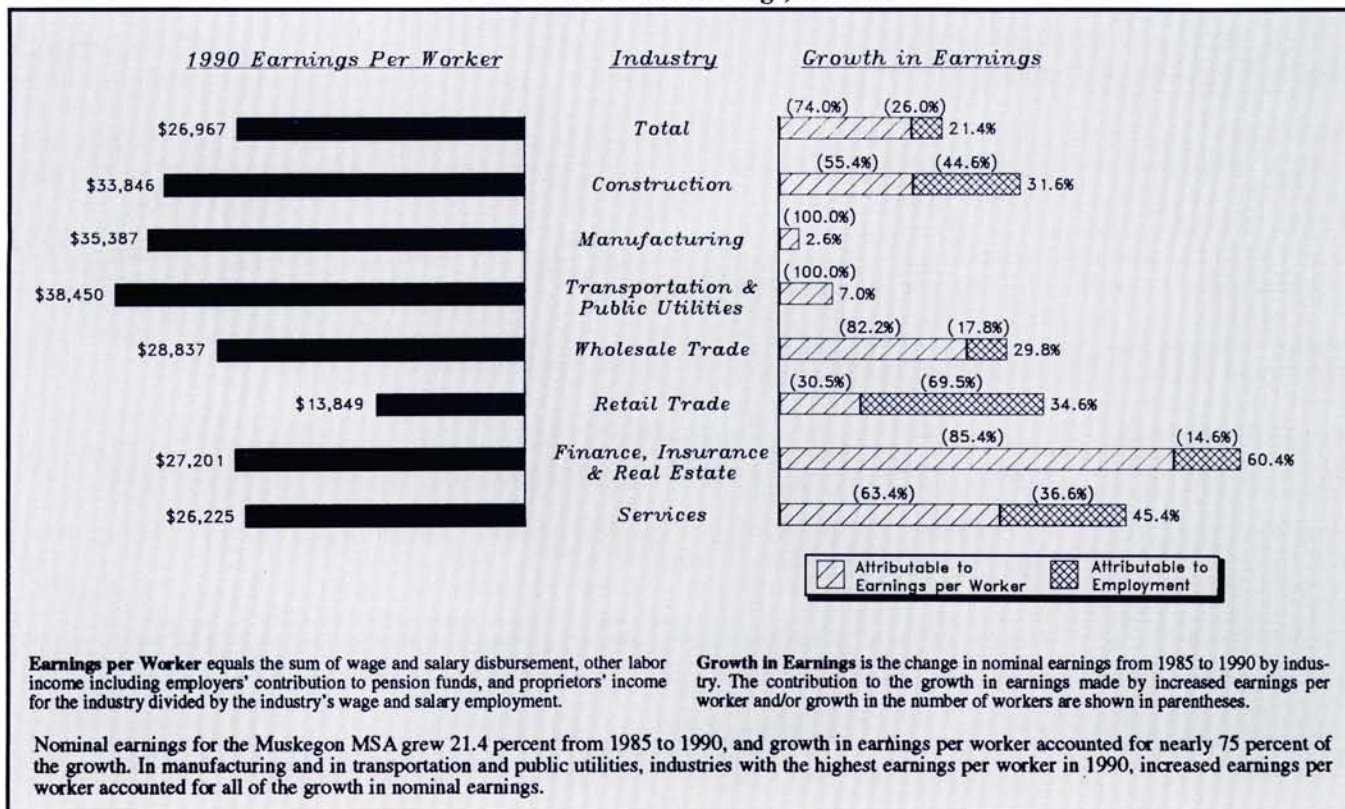 1990 Earnings Per Worker Industry Growth in Earnings
(74.0%) (26.0%)
$26,967 Total 21.4%
(55.4%) (44.6%)
$33,846 Construction 31.6%
(100.0%)
$35,387 Manufacturing 2.6%
(100.0%)
$38,450 Transportation & Public Utilities 7.0%
(82.2%) (17.8%)
$28,837 Wholesale Trade 29.8%
(30.5%) (69.5%)
$13,849 Retail Trade 34.6%
(85.4%) (14.6%)
$27,201 Finance, Insurance & Real Estate 60.4%
(63.4%) (36.6%)
$26,225 Services 45.4%
Attributable to Earnings per Worker
Attributable to Employment
Earnings per Worker equals the sum of wage and salary disbursement, other labor
income including employers' contribution to pension funds, and proprietors' income
for the industry divided by the industry's wage and salary employment.
Growth in Earnings is the change in nominal earnings from 1985 to 1990 by indus-
try. The contribution to the growth in earnings made by increased earnings per
worker and/or growth in the number of workers are shown in parentheses.
Nominal earnings for the Muskegon MSA grew 21.4 percent from 1985 to 1990, and growth in earnings per worker accounted for nearly 75 percent of
the growth. In manufacturing and in transportation and public utilities, industries with the highest earnings per worker in 1990, increased earnings per
worker accounted for all of the growth in nominal earnings.